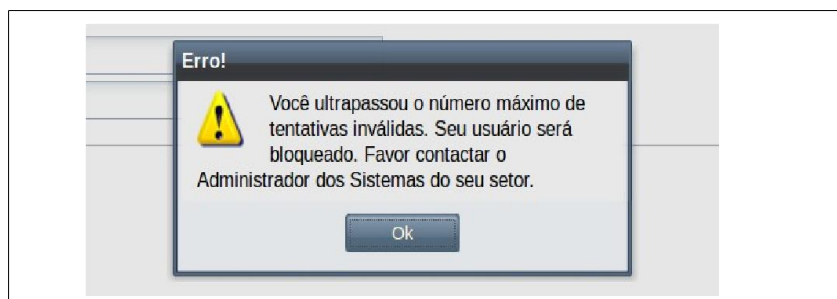 Erro!
Você ultrapassou o número máximo de
tentativas inválidas. Seu usuário será
bloqueado. Favor contactar o
Administrador dos Sistemas do seu setor.
Ok